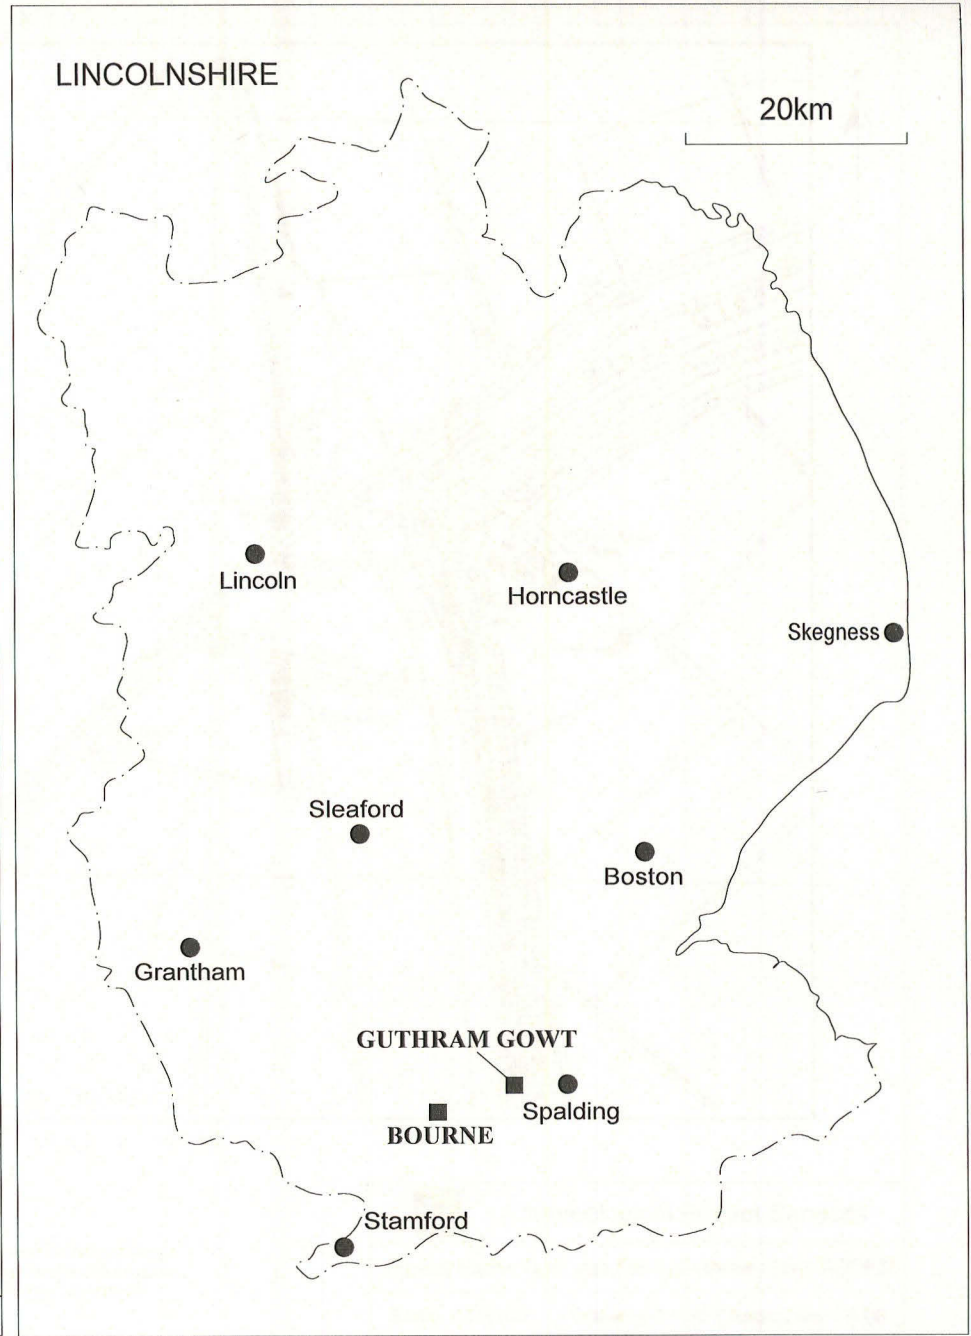 LINCOLNSHIRE
20km
Lincoln
Horncastle
Skegness
Sleaford
Boston
Grantham
GUTHRAM GOWT
Spalding
BOURNE
Stamford